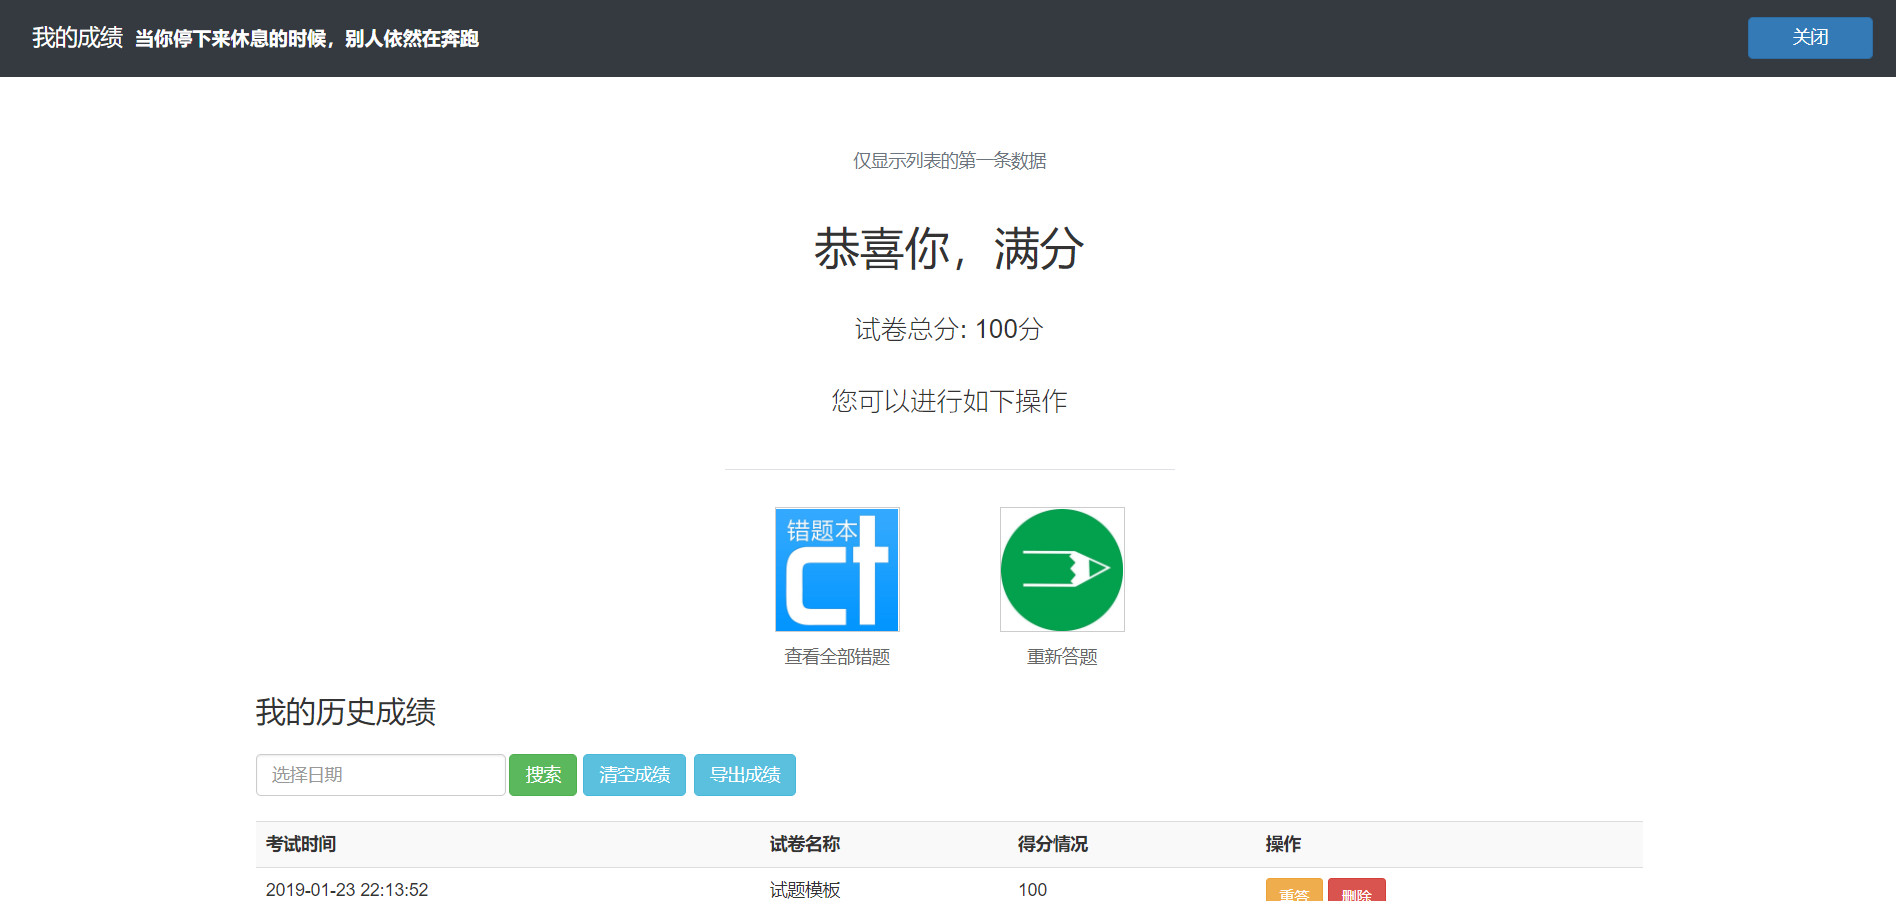 我的成绩 当你停下来休息的时候，别人依然在奔跑
关闭
仅显示列表的第一条数据
恭喜你，满分
试卷总分: 100分
您可以进行如下操作
错题本
ct
查看全部错题
重新答题
我的历史成绩
选择日期 搜索 清空成绩 导出成绩
考试时间 试卷名称 得分情况 操作
2019-01-23 22:13:52 试题模板 100 重答 删除